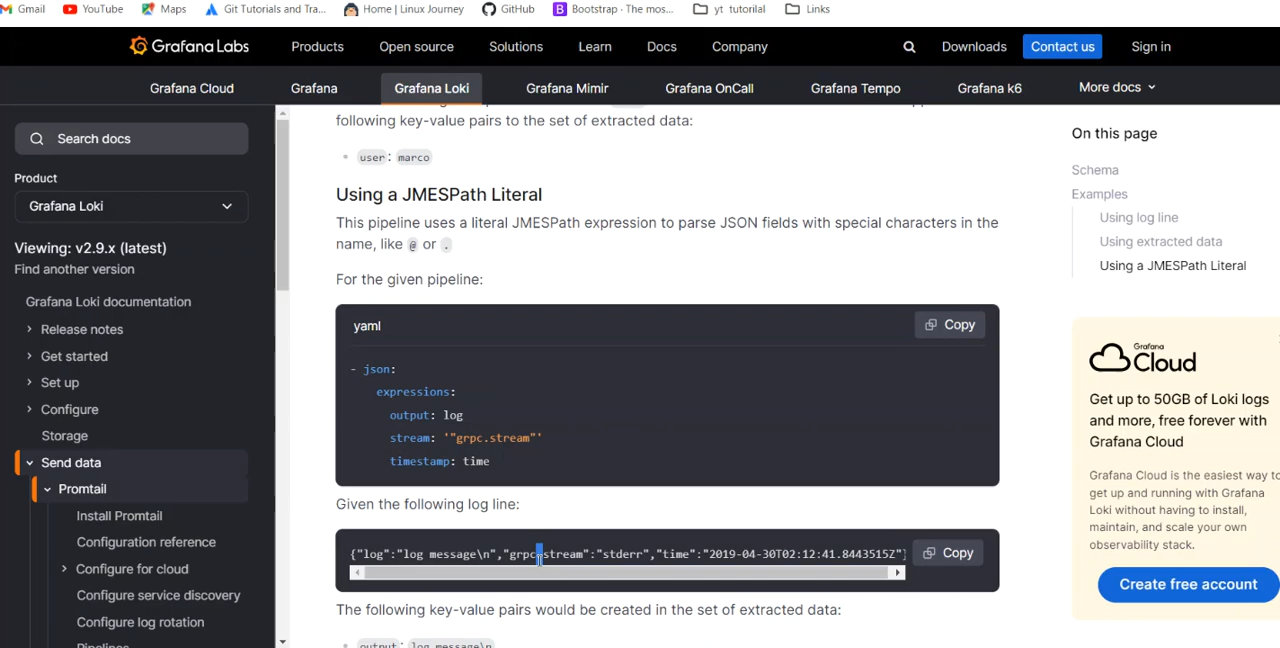 Gmail
YouTube
Maps
Git Tutorials and Tra...
Home | Linux Journey
GitHub
Bootstrap · The mos...
yt tutorilal
Links
Grafana Labs
Products
Open source
Solutions
Learn
Docs
Company
Downloads
Contact us
Sign in
Grafana Cloud
Grafana
Grafana Loki
Grafana Mimir
Grafana OnCall
Grafana Tempo
Grafana k6
More docs
Search docs
Product
Grafana Loki
Viewing: v2.9.x (latest)
Find another version
Grafana Loki documentation
Release notes
Get started
Set up
Configure
Storage
Send data
Promtail
Install Promtail
Configuration reference
Configure for cloud
Configure service discovery
Configure log rotation
Pipelines
following key-value pairs to the set of extracted data:
• user: marco
Using a JMESPath Literal
This pipeline uses a literal JMESPath expression to parse JSON fields with special characters in the
name, like @ or .
For the given pipeline:
yaml
Copy
- json:
expressions:
output: log
stream: '"grpc.stream"'
timestamp: time
Given the following log line:
{"log":"log message\n","grpc.stream":"stderr","time":"2019-04-30T02:12:41.8443515Z"}
Copy
The following key-value pairs would be created in the set of extracted data:
• output: log message\n
On this page
Schema
Examples
Using log line
Using extracted data
Using a JMESPath Literal
Grafana
Cloud
Get up to 50GB of Loki logs
and more, free forever with
Grafana Cloud
Grafana Cloud is the easiest way to
get up and running with Grafana
Loki without having to install,
maintain, and scale your own
observability stack.
Create free account